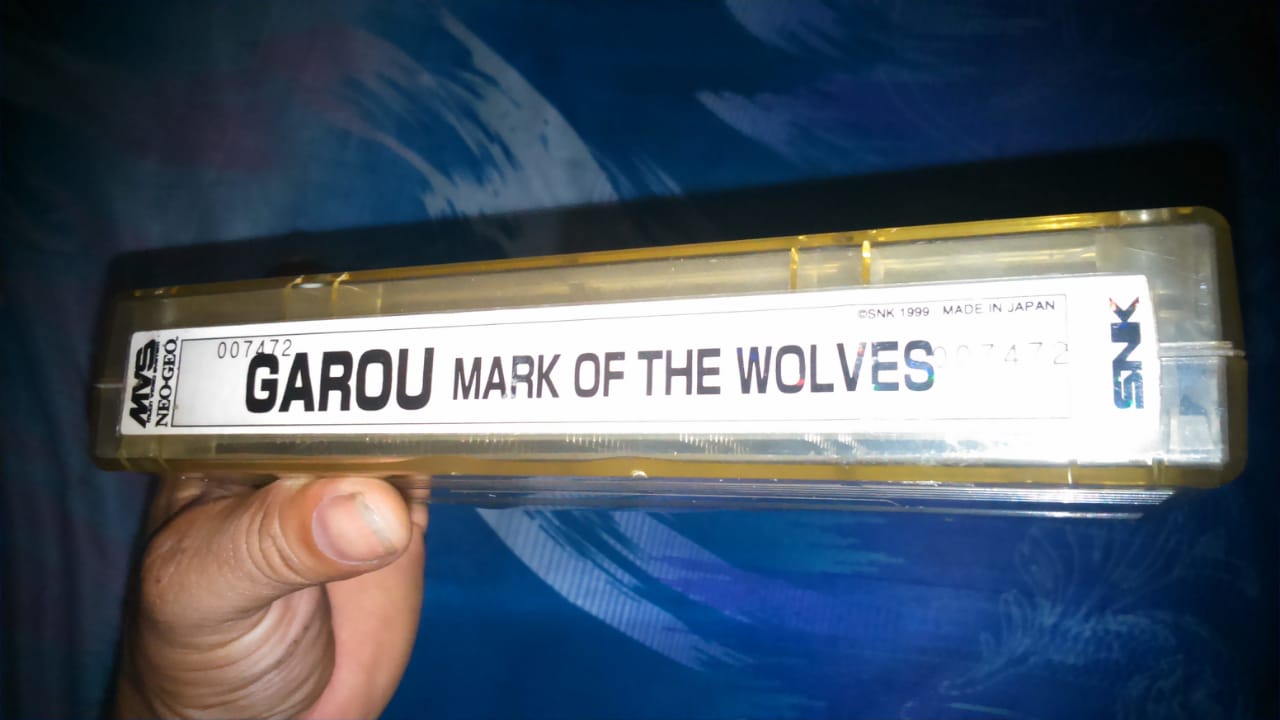 MVS
NEO•GEO
©SNK 1999 MADE IN JAPAN
007472
GAROU MARK OF THE WOLVES
007472
SNK